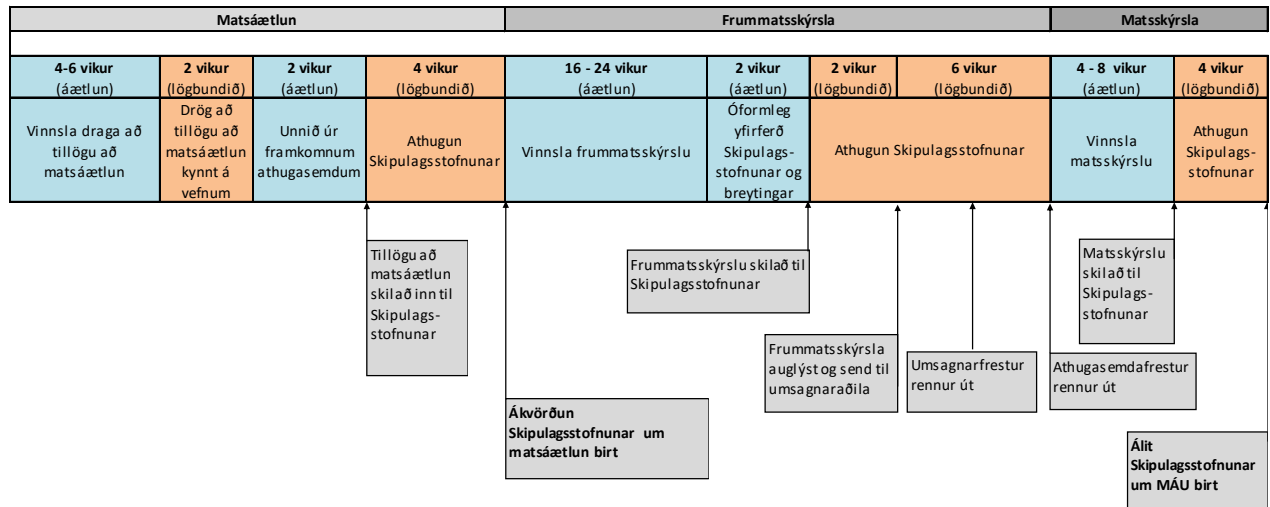 Matsáætlun
Frummatsskýrsla
Matsskýrsla
4-6 vikur
(áætlun)
2 vikur
(lögbundið)
2 vikur
(áætlun)
4 vikur
(lögbundið)
16 - 24 vikur
(áætlun)
2 vikur
(áætlun)
2 vikur
(lögbundið)
6 vikur
(lögbundið)
4 - 8 vikur
(áætlun)
4 vikur
(lögbundið)
Vinnsla draga að
tillögu að
matsáætlun
Drög að
tillögu að
matsáætlun
kynnt á
vefnum
Unnið úr
framkomnum
athugasemdum
Athugun
Skipulagsstofnunar
Vinnsla frummatsskýrslu
Óformleg
yfirferð
Skipulags-
stofnunar og
breytingar
Athugun Skipulagsstofnunar
Vinnsla
matsskýrslu
Athugun
Skipulags-
stofnunar
Tillögu að
matsáætlun
skilað inn til
Skipulags-
stofnunar
Frummatsskýrslu skilað til
Skipulagsstofnunar
Matsskýrslu
skilað til
Skipulags-
stofnunar
Frummatsskýrsla
auglýst og send til
umsagnaraðila
Umsagnarfrestur
rennur út
Athugasemdafrestur
rennur út
Ákvörðun
Skipulagsstofnunar um
matsáætlun birt
Álit
Skipulagsstofnunar
um MÁU birt